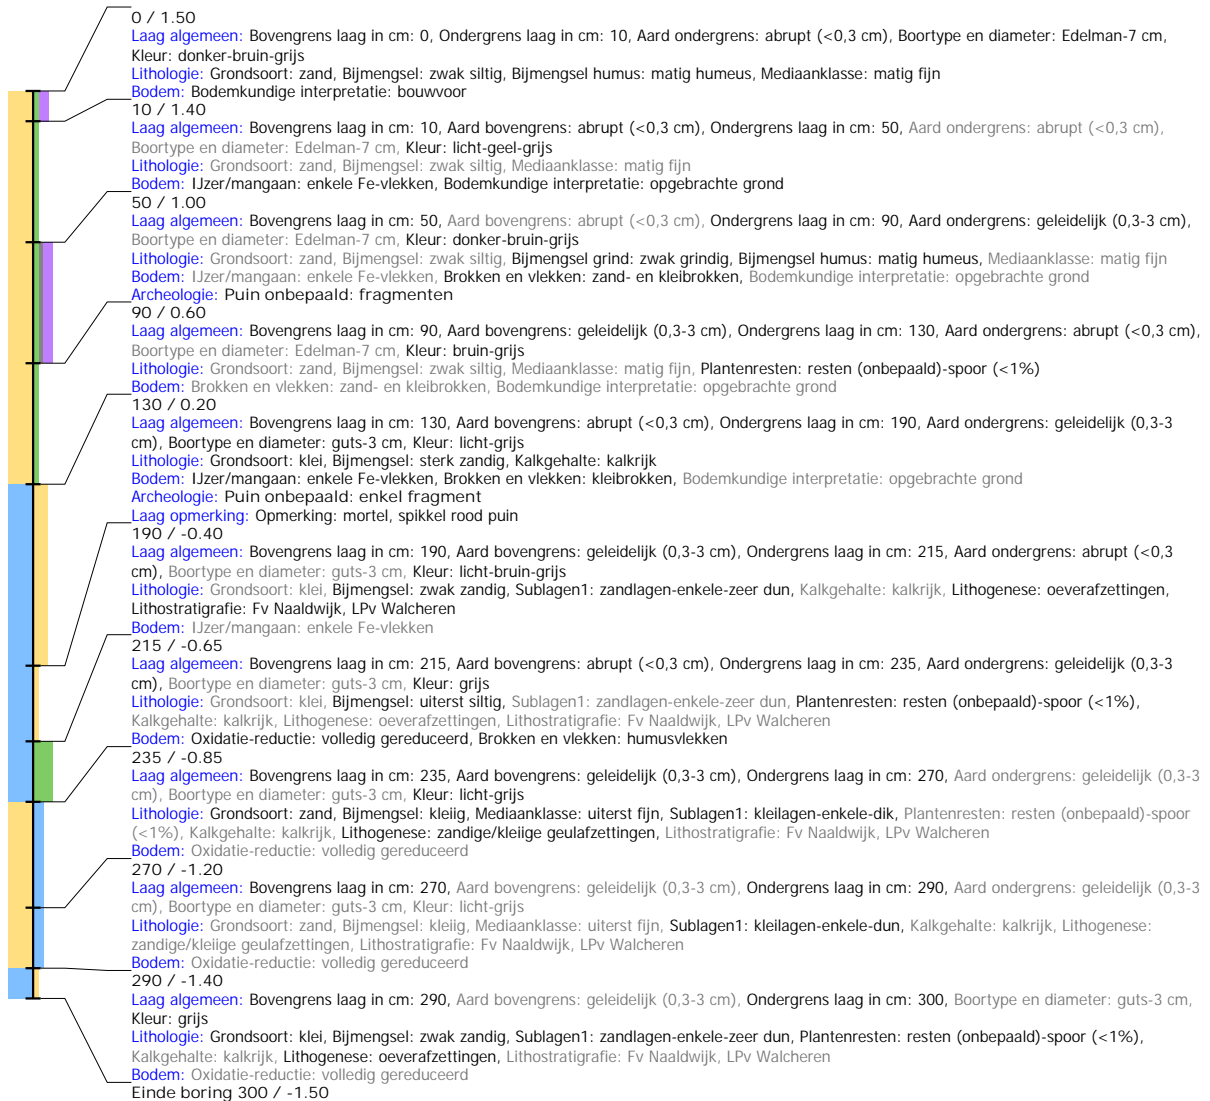 0 / 1.50
Laag algemeen: Bovengrens laag in cm: 0, Ondergrens laag in cm: 10, Aard ondergrens: abrupt (<0,3 cm), Boortype en diameter: Edelman-7 cm,
Kleur: donker-bruin-grijs
Lithologie: Grondsoort: zand, Bijmengsel: zwak siltig, Bijmengsel humus: matig humeus, Mediaanklasse: matig fijn
Bodem: Bodemkundige interpretatie: bouwvoor
10 / 1.40
Laag algemeen: Bovengrens laag in cm: 10, Aard bovengrens: abrupt (<0,3 cm), Ondergrens laag in cm: 50, Aard ondergrens: abrupt (<0,3 cm),
Boortype en diameter: Edelman-7 cm, Kleur: licht-geel-grijs
Lithologie: Grondsoort: zand, Bijmengsel: zwak siltig, Mediaanklasse: matig fijn
Bodem: IJzer/mangaan: enkele Fe-vlekken, Bodemkundige interpretatie: opgebrachte grond
50 / 1.00
Laag algemeen: Bovengrens laag in cm: 50, Aard bovengrens: abrupt (<0,3 cm), Ondergrens laag in cm: 90, Aard ondergrens: geleidelijk (0,3-3 cm),
Boortype en diameter: Edelman-7 cm, Kleur: donker-bruin-grijs
Lithologie: Grondsoort: zand, Bijmengsel: zwak siltig, Bijmengsel grind: zwak grindig, Bijmengsel humus: matig humeus, Mediaanklasse: matig fijn
Bodem: IJzer/mangaan: enkele Fe-vlekken, Brokken en vlekken: zand- en kleibrokken, Bodemkundige interpretatie: opgebrachte grond
Archeologie: Puin onbepaald: fragmenten
90 / 0.60
Laag algemeen: Bovengrens laag in cm: 90, Aard bovengrens: geleidelijk (0,3-3 cm), Ondergrens laag in cm: 130, Aard ondergrens: abrupt (<0,3 cm),
Boortype en diameter: Edelman-7 cm, Kleur: bruin-grijs
Lithologie: Grondsoort: zand, Bijmengsel: zwak siltig, Mediaanklasse: matig fijn, Plantenresten: resten (onbepaald)-spoor (<1%)
Bodem: Brokken en vlekken: zand- en kleibrokken, Bodemkundige interpretatie: opgebrachte grond
130 / 0.20
Laag algemeen: Bovengrens laag in cm: 130, Aard bovengrens: abrupt (<0,3 cm), Ondergrens laag in cm: 190, Aard ondergrens: geleidelijk (0,3-3
cm), Boortype en diameter: guts-3 cm, Kleur: licht-grijs
Lithologie: Grondsoort: klei, Bijmengsel: sterk zandig, Kalkgehalte: kalkrijk
Bodem: IJzer/mangaan: enkele Fe-vlekken, Brokken en vlekken: kleibrokken, Bodemkundige interpretatie: opgebrachte grond
Archeologie: Puin onbepaald: enkel fragment
Laag opmerking: Opmerking: mortel, spikkel rood puin
190 / -0.40
Laag algemeen: Bovengrens laag in cm: 190, Aard bovengrens: geleidelijk (0,3-3 cm), Ondergrens laag in cm: 215, Aard ondergrens: abrupt (<0,3
cm), Boortype en diameter: guts-3 cm, Kleur: licht-bruin-grijs
Lithologie: Grondsoort: klei, Bijmengsel: zwak zandig, Sublagen1: zandlagen-enkele-zeer dun, Kalkgehalte: kalkrijk, Lithogenese: oeverafzettingen,
Lithostratigrafie: Fv Naaldwijk, LPv Walcheren
Bodem: IJzer/mangaan: enkele Fe-vlekken
215 / -0.65
Laag algemeen: Bovengrens laag in cm: 215, Aard bovengrens: abrupt (<0,3 cm), Ondergrens laag in cm: 235, Aard ondergrens: geleidelijk (0,3-3
cm), Boortype en diameter: guts-3 cm, Kleur: grijs
Lithologie: Grondsoort: klei, Bijmengsel: uiterst siltig, Sublagen1: zandlagen-enkele-zeer dun, Plantenresten: resten (onbepaald)-spoor (<1%),
Kalkgehalte: kalkrijk, Lithogenese: oeverafzettingen, Lithostratigrafie: Fv Naaldwijk, LPv Walcheren
Bodem: Oxidatie-reductie: volledig gereduceerd, Brokken en vlekken: humusvlekken
235 / -0.85
Laag algemeen: Bovengrens laag in cm: 235, Aard bovengrens: geleidelijk (0,3-3 cm), Ondergrens laag in cm: 270, Aard ondergrens: geleidelijk (0,3-3
cm), Boortype en diameter: guts-3 cm, Kleur: licht-grijs
Lithologie: Grondsoort: zand, Bijmengsel: kleiig, Mediaanklasse: uiterst fijn, Sublagen1: kleilagen-enkele-dik, Plantenresten: resten (onbepaald)-spoor
(<1%), Kalkgehalte: kalkrijk, Lithogenese: zandige/kleiige geulafzettingen, Lithostratigrafie: Fv Naaldwijk, LPv Walcheren
Bodem: Oxidatie-reductie: volledig gereduceerd
270 / -1.20
Laag algemeen: Bovengrens laag in cm: 270, Aard bovengrens: geleidelijk (0,3-3 cm), Ondergrens laag in cm: 290, Aard ondergrens: geleidelijk (0,3-3
cm), Boortype en diameter: guts-3 cm, Kleur: licht-grijs
Lithologie: Grondsoort: zand, Bijmengsel: kleiig, Mediaanklasse: uiterst fijn, Sublagen1: kleilagen-enkele-dun, Kalkgehalte: kalkrijk, Lithogenese:
zandige/kleiige geulafzettingen, Lithostratigrafie: Fv Naaldwijk, LPv Walcheren
Bodem: Oxidatie-reductie: volledig gereduceerd
290 / -1.40
Laag algemeen: Bovengrens laag in cm: 290, Aard bovengrens: geleidelijk (0,3-3 cm), Ondergrens laag in cm: 300, Boortype en diameter: guts-3 cm,
Kleur: grijs
Lithologie: Grondsoort: klei, Bijmengsel: zwak zandig, Sublagen1: zandlagen-enkele-zeer dun, Plantenresten: resten (onbepaald)-spoor (<1%),
Kalkgehalte: kalkrijk, Lithogenese: oeverafzettingen, Lithostratigrafie: Fv Naaldwijk, LPv Walcheren
Bodem: Oxidatie-reductie: volledig gereduceerd
Einde boring 300 / -1.50